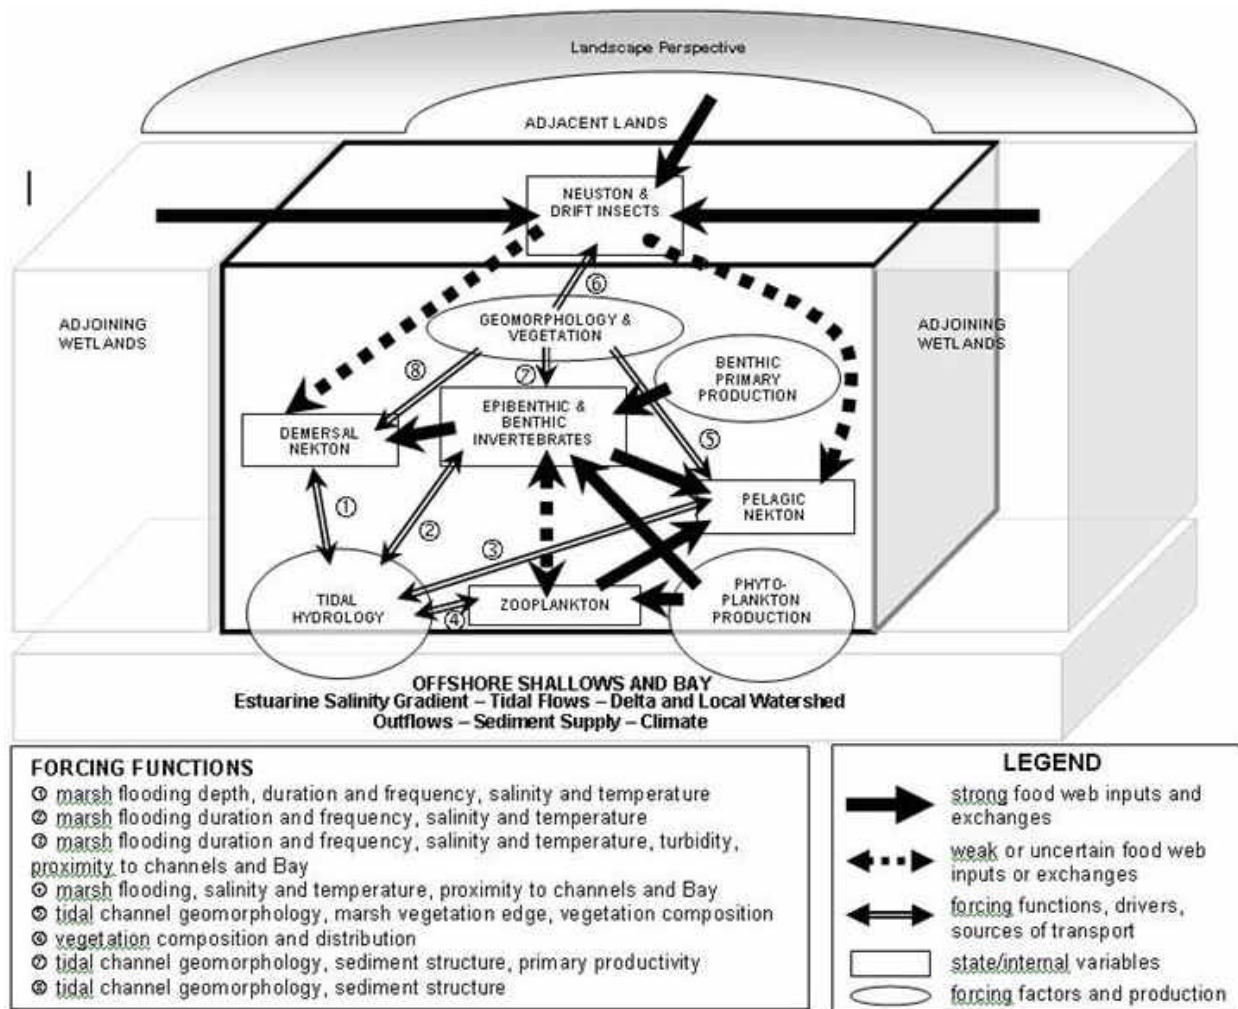 Landscape Perspective
ADJACENT LANDS
NEUSTON &
DRIFT INSECTS
⑥
ADJOINING
WETLANDS
GEOMORPHOLOGY &
VEGETATION
ADJOINING
WETLANDS
BENTHIC
PRIMARY
PRODUCTION
⑧
⑦
EPIBENTHIC &
BENTHIC
INVERTEBRATES
DEMERSAL
NEKTON
⑤
PELAGIC
NEKTON
①
②
③
TIDAL
HYDROLOGY
④
ZOOPLANKTON
PHYTO-
PLANKTON
PRODUCTION
OFFSHORE SHALLOWS AND BAY
Estuarine Salinity Gradient – Tidal Flows – Delta and Local Watershed
Outflows – Sediment Supply – Climate
FORCING FUNCTIONS
① marsh flooding depth, duration and frequency, salinity and temperature
② marsh flooding duration and frequency, salinity and temperature
③ marsh flooding duration and frequency, salinity and temperature, turbidity,
proximity to channels and Bay
marsh flooding, salinity and temperature, proximity to channels and Bay
⑤ tidal channel geomorphology, marsh vegetation edge, vegetation composition
vegetation composition and distribution
⑦ tidal channel geomorphology, sediment structure, primary productivity
⑧ tidal channel geomorphology, sediment structure
LEGEND
strong food web inputs and
exchanges
weak or uncertain food web
inputs or exchanges
forcing functions, drivers,
sources of transport
state/internal variables
forcing factors and production